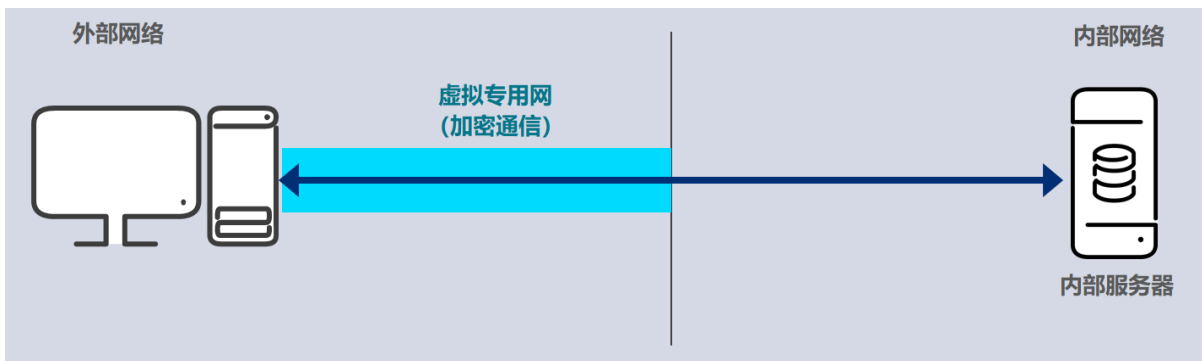 外部网络
内部网络
虚拟专用网
(加密通信)
内部服务器